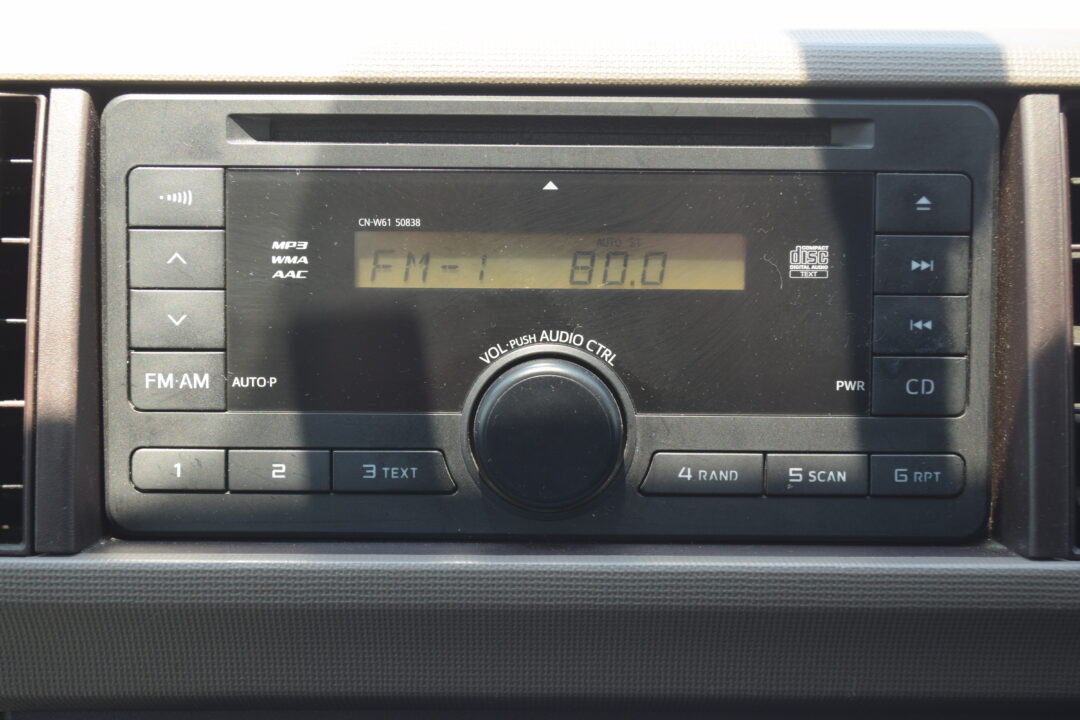 CN-W61 50838
MP3
WMA
AAC
AUTO ST
FM-1 80.0
COMPACT
disc
DIGITAL AUDIO
TEXT
VOL·PUSH AUDIO CTRL
FM·AM
AUTO·P
PWR
CD
1
2
3 TEXT
4 RAND
5 SCAN
6 RPT